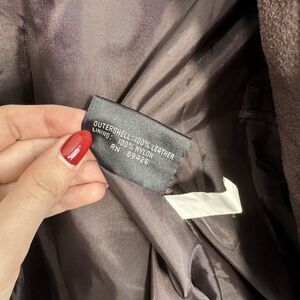 OUTERSHELL-100% LEATHER
LINING: 100% NYLON
RN 69426